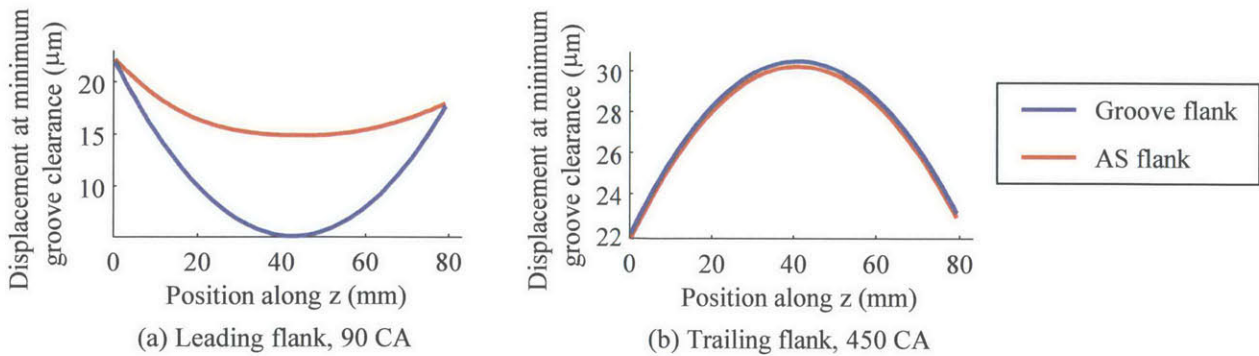 Displacement at minimum
groove clearance (μm)
20
15
10
0
20
40
60
80
Position along z (mm)
(a) Leading flank, 90 CA
Displacement at minimum
groove clearance (μm)
30
28
26
24
22
0
20
40
60
80
Position along z (mm)
(b) Trailing flank, 450 CA
Groove flank
AS flank